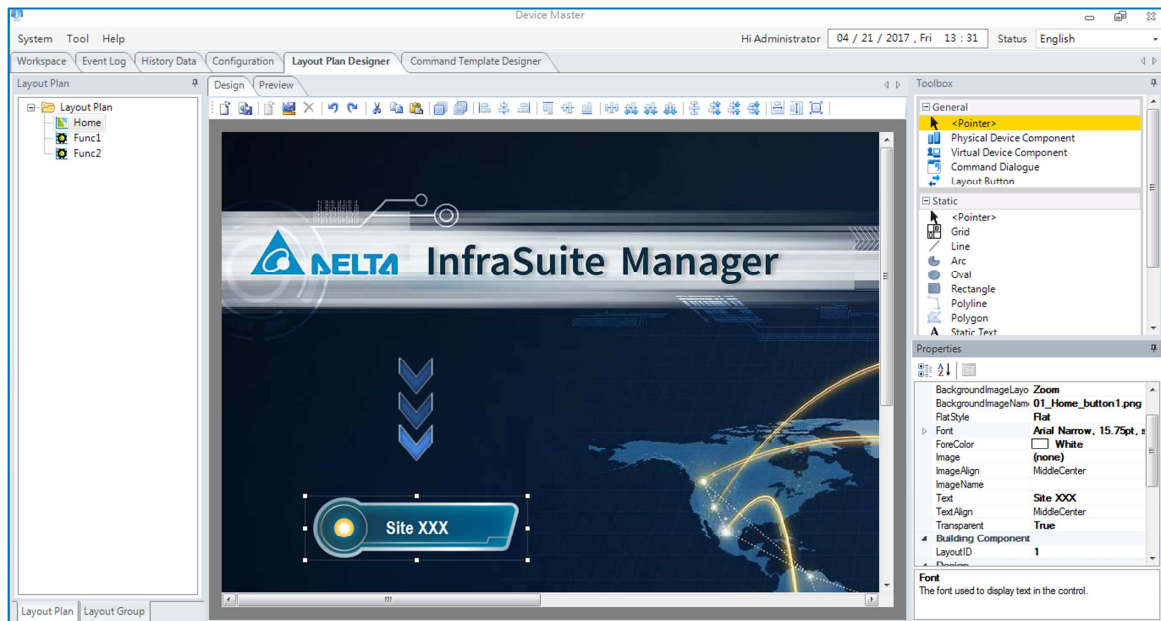 Device Master
System Tool Help
Hi Administrator 04 / 21 / 2017 , Fri 13 : 31 Status English
Workspace Event Log History Data Configuration Layout Plan Designer Command Template Designer
Layout Plan
Layout Plan
Home
Func1
Func2
Layout Plan Layout Group
Design Preview
DELTA InfraSuite Manager
Site XXX
Toolbox
General
<Pointer>
Physical Device Component
Virtual Device Component
Command Dialogue
Layout Button
Static
<Pointer>
Grid
Line
Arc
Oval
Rectangle
Polyline
Polygon
A Static Text
Properties
BackgroundImageLayo Zoom
BackgroundImageNam 01_Home_button1.png
FlatStyle Flat
Font Arial Narrow, 15.75pt, s
ForeColor White
Image (none)
ImageAlign MiddleCenter
ImageName
Text Site XXX
TextAlign MiddleCenter
Transparent True
Building Component
LayoutID 1
Design
Font
The font used to display text in the control.